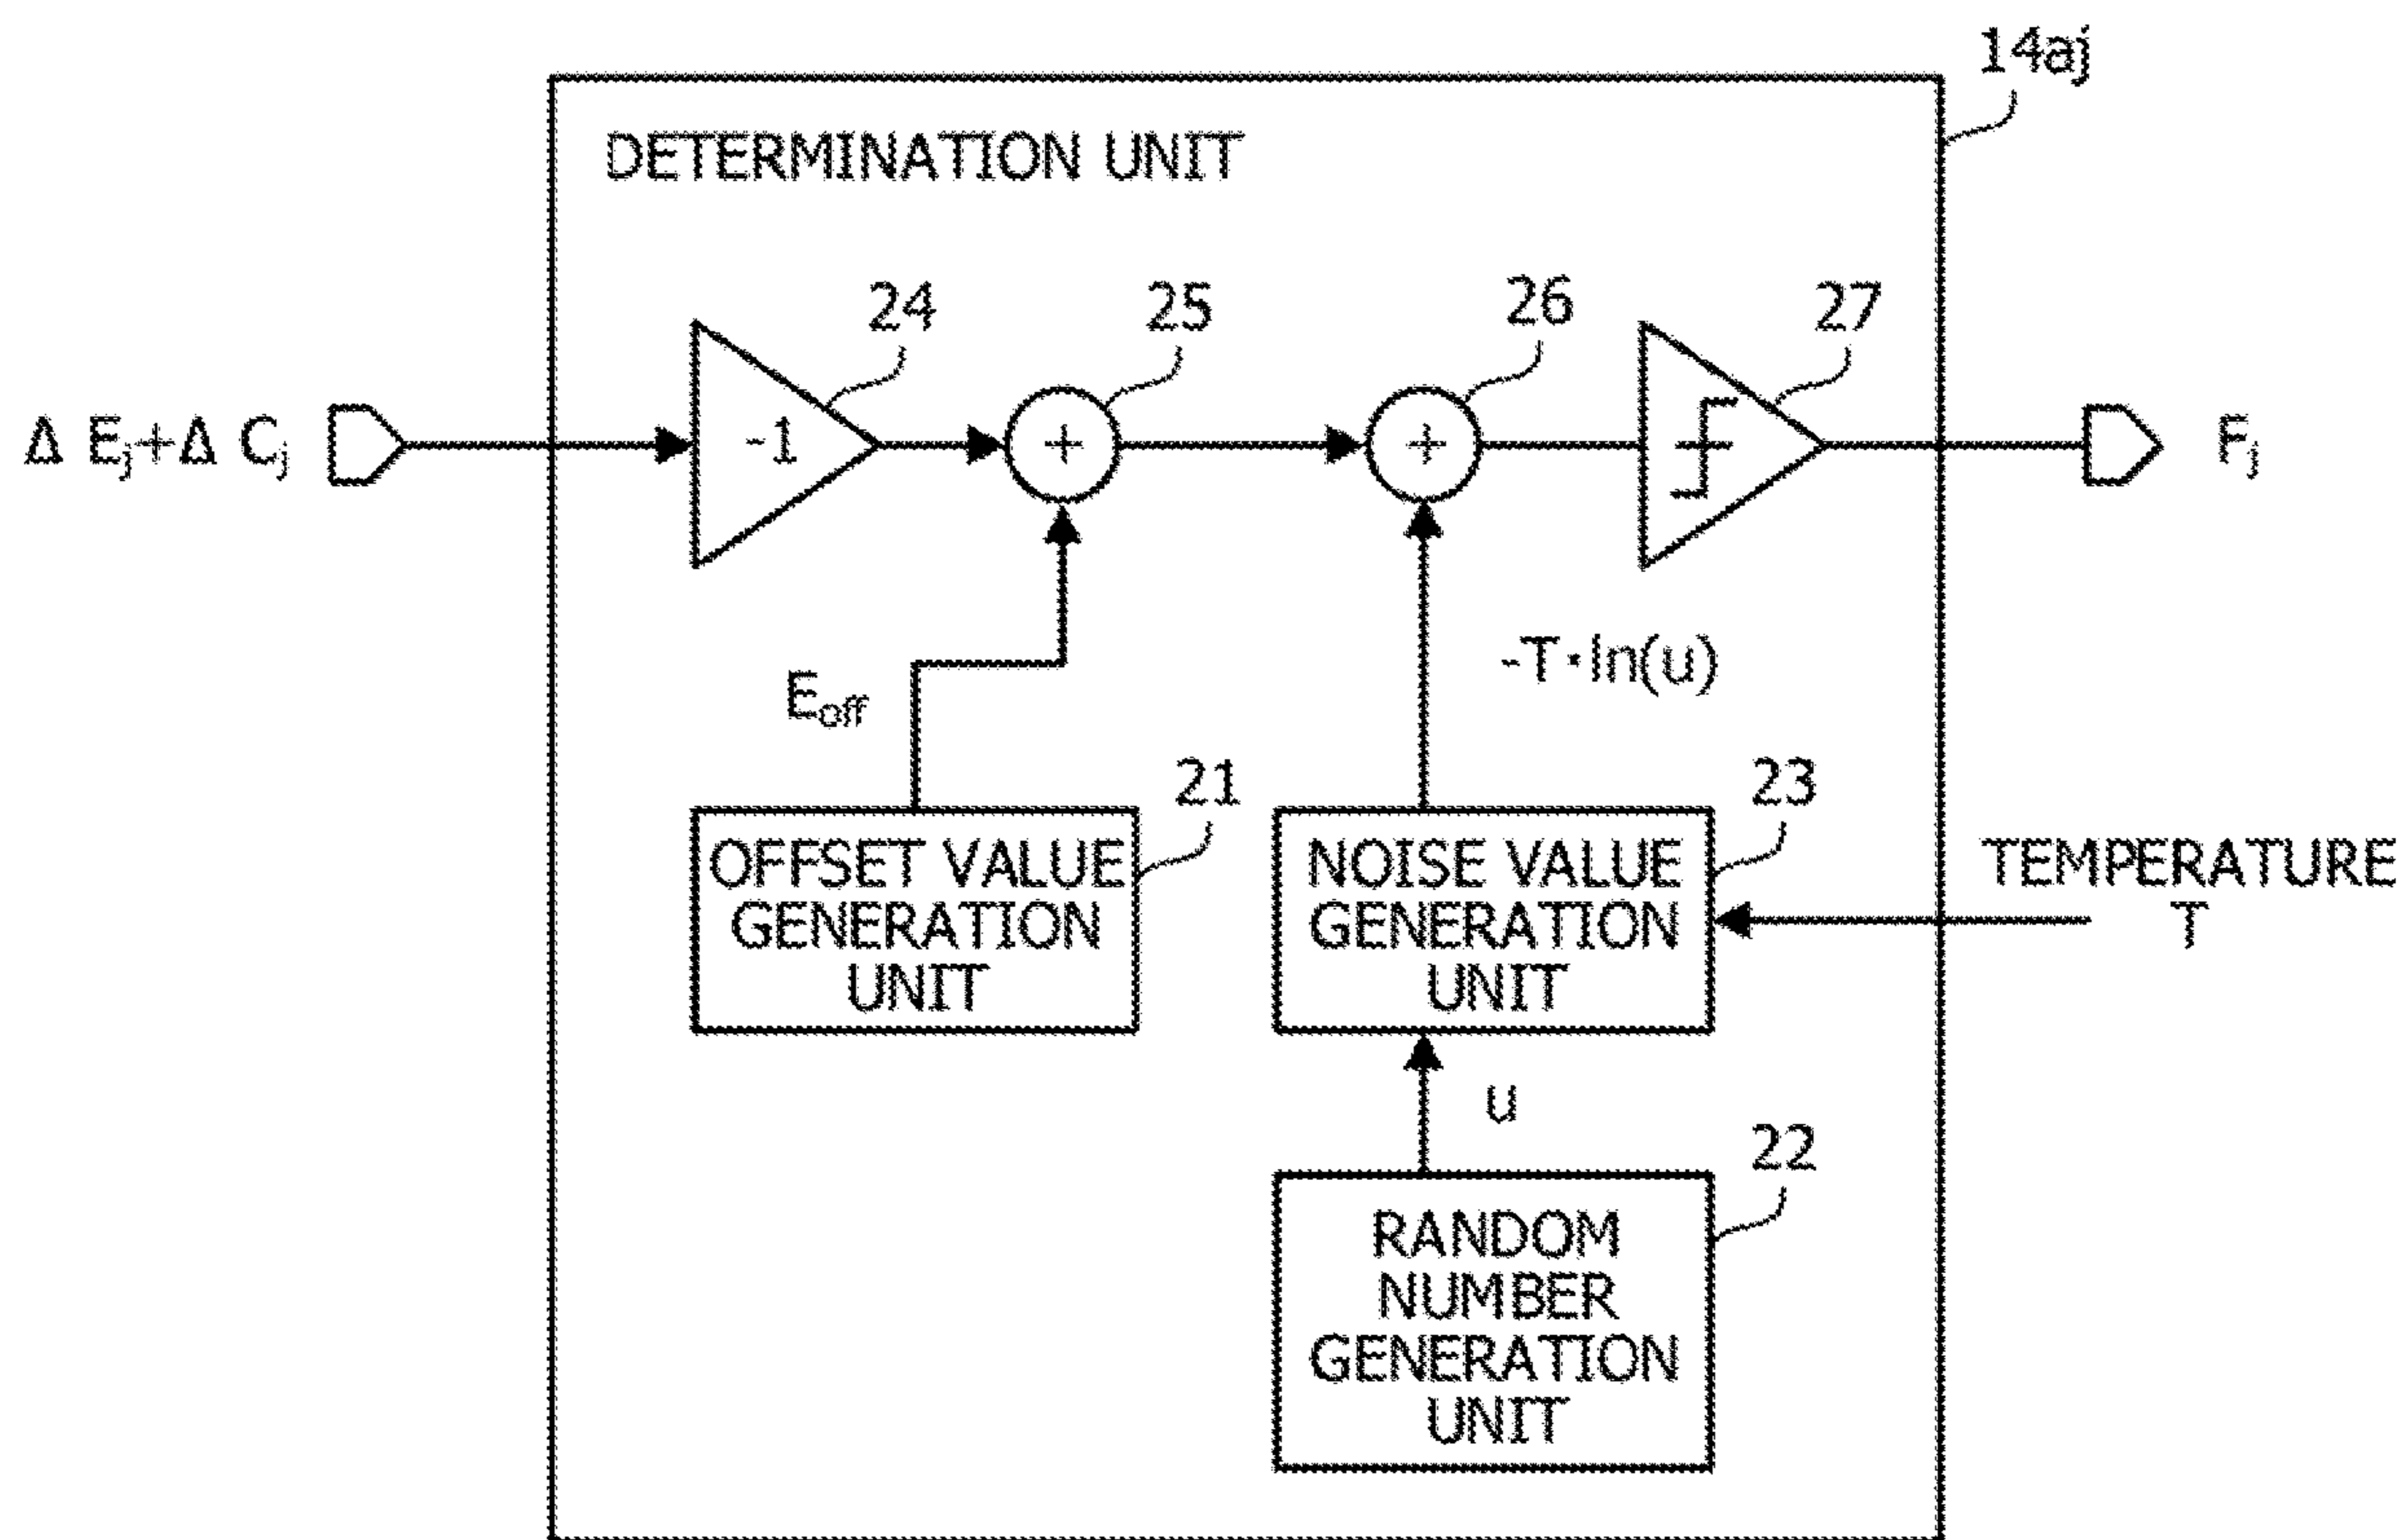 14aj
DETERMINATION UNIT
24
25
26
27
Δ Ej+Δ Cj
-1
+
+
Fj
Eoff
-T·ln(u)
21
23
OFFSET VALUE
GENERATION
UNIT
NOISE VALUE
GENERATION
UNIT
TEMPERATURE
T
u
22
RANDOM
NUMBER
GENERATION
UNIT